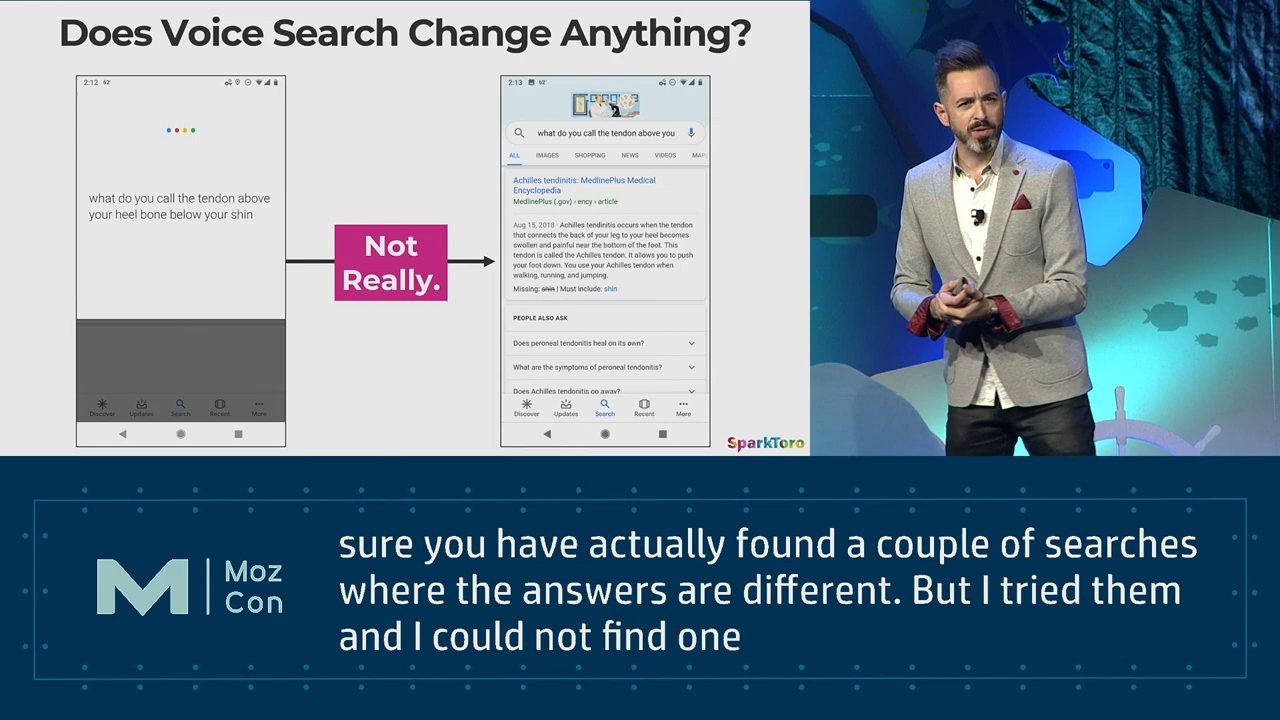 Does Voice Search Change Anything?
2:12 62°
what do you call the tendon above
your heel bone below your shin
Discover Updates Search Recent More
Not
Really.
2:13 62°
what do you call the tendon above you
ALL IMAGES SHOPPING NEWS VIDEOS MAP
Achilles tendinitis: MedlinePlus Medical
Encyclopedia
MedlinePlus (.gov) › ency › article
Aug 15, 2018 · Achilles tendinitis occurs when the tendon
that connects the back of your leg to your heel becomes
swollen and painful near the bottom of the foot. This
tendon is called the Achilles tendon. It allows you to push
your foot down. You use your Achilles tendon when
walking, running, and jumping.
Missing: shin | Must include: shin
PEOPLE ALSO ASK
Does peroneal tendonitis heal on its own?
What are the symptoms of peroneal tendonitis?
Does Achilles tendonitis go away?
Discover Updates Search Recent More
SparkToro
M Moz
Con
sure you have actually found a couple of searches
where the answers are different. But I tried them
and I could not find one